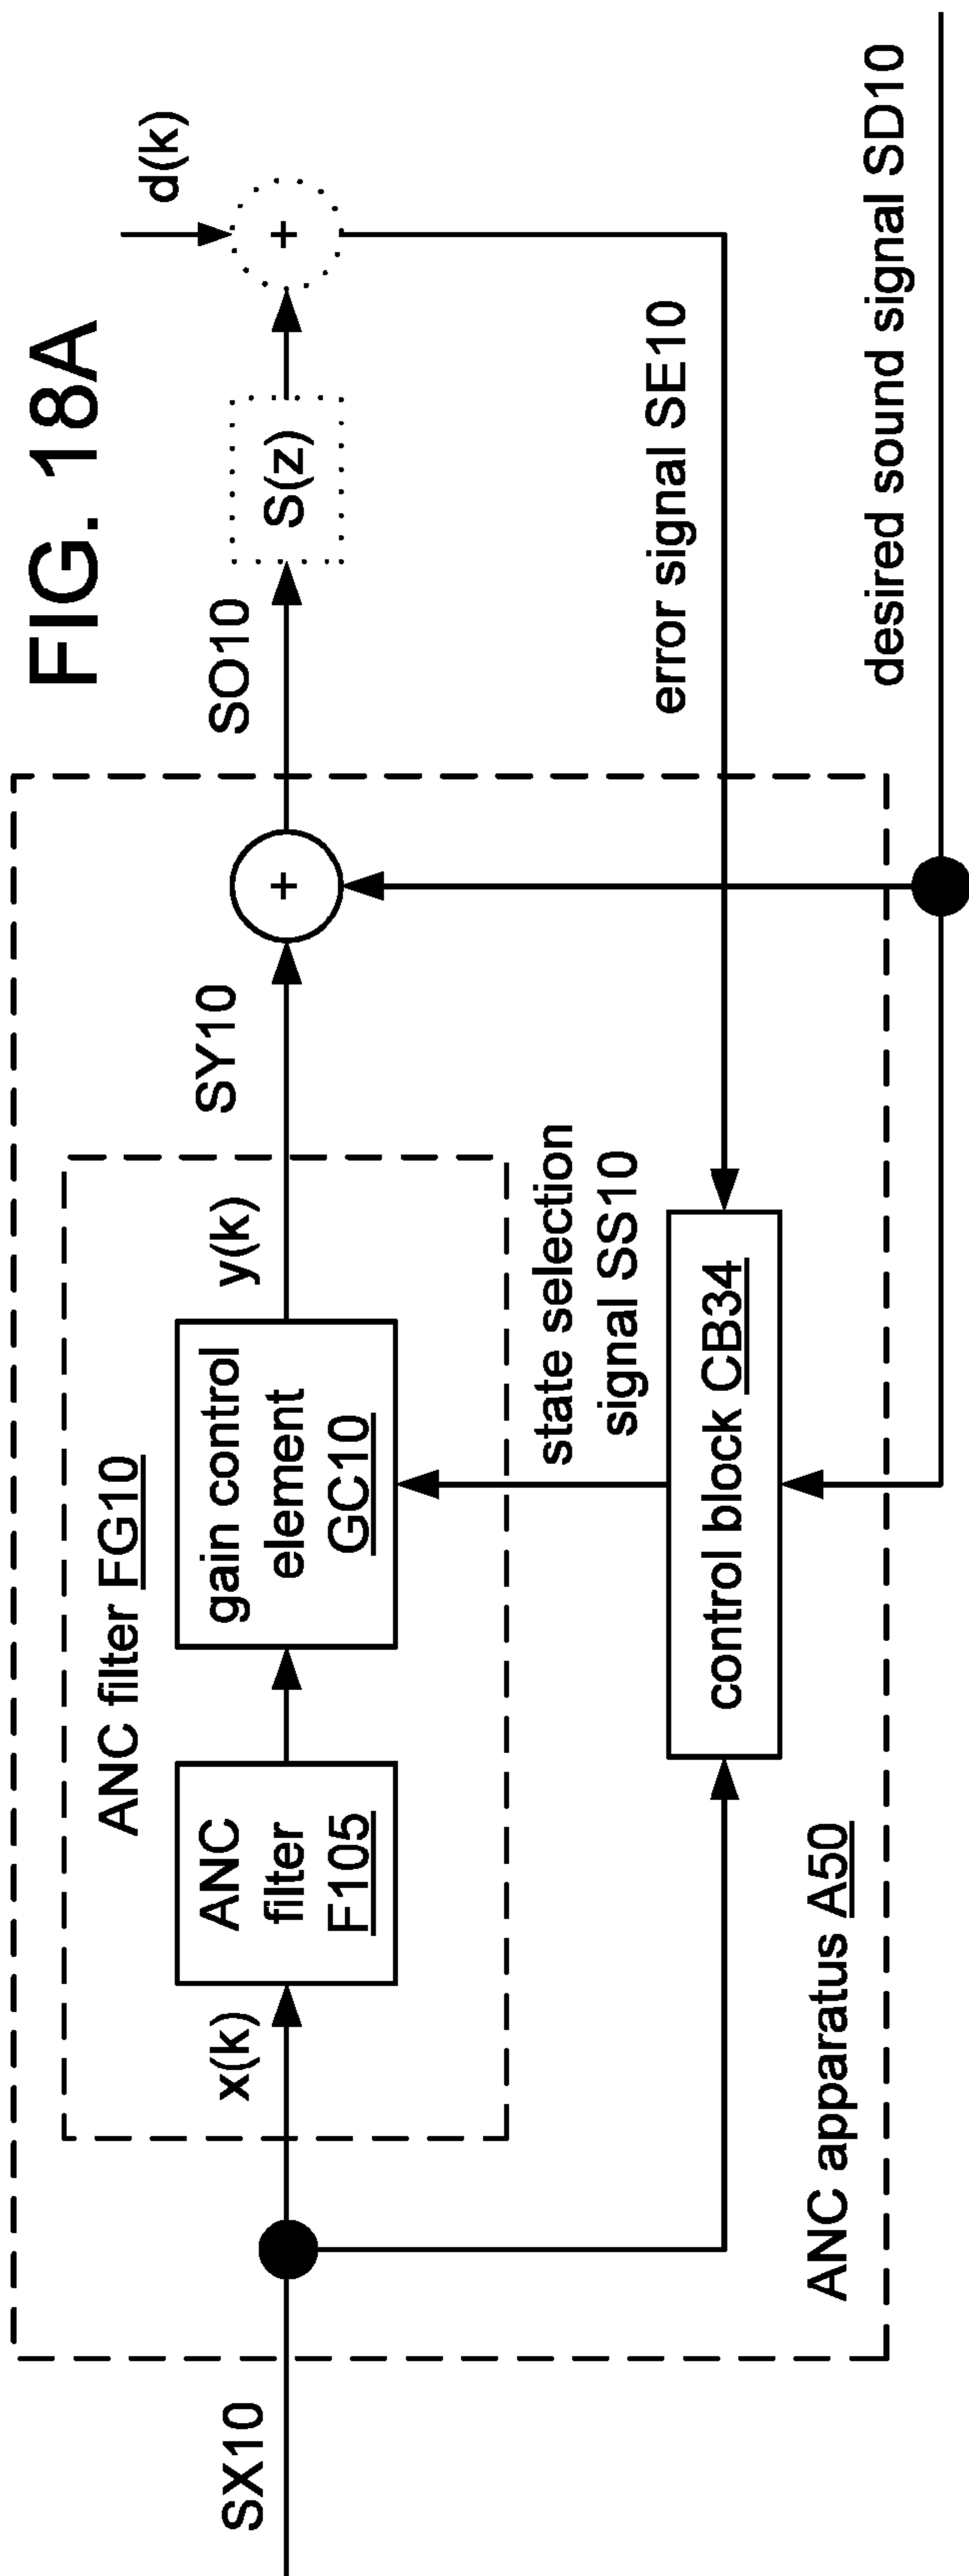 FIG. 18A
ANC filter FG10
SX10
x(k)
ANC
filter
F105
gain control
element
GC10
y(k)
SY10
+
SO10
S(z)
+
d(k)
state selection
signal SS10
error signal SE10
control block CB34
ANC apparatus A50
desired sound signal SD10